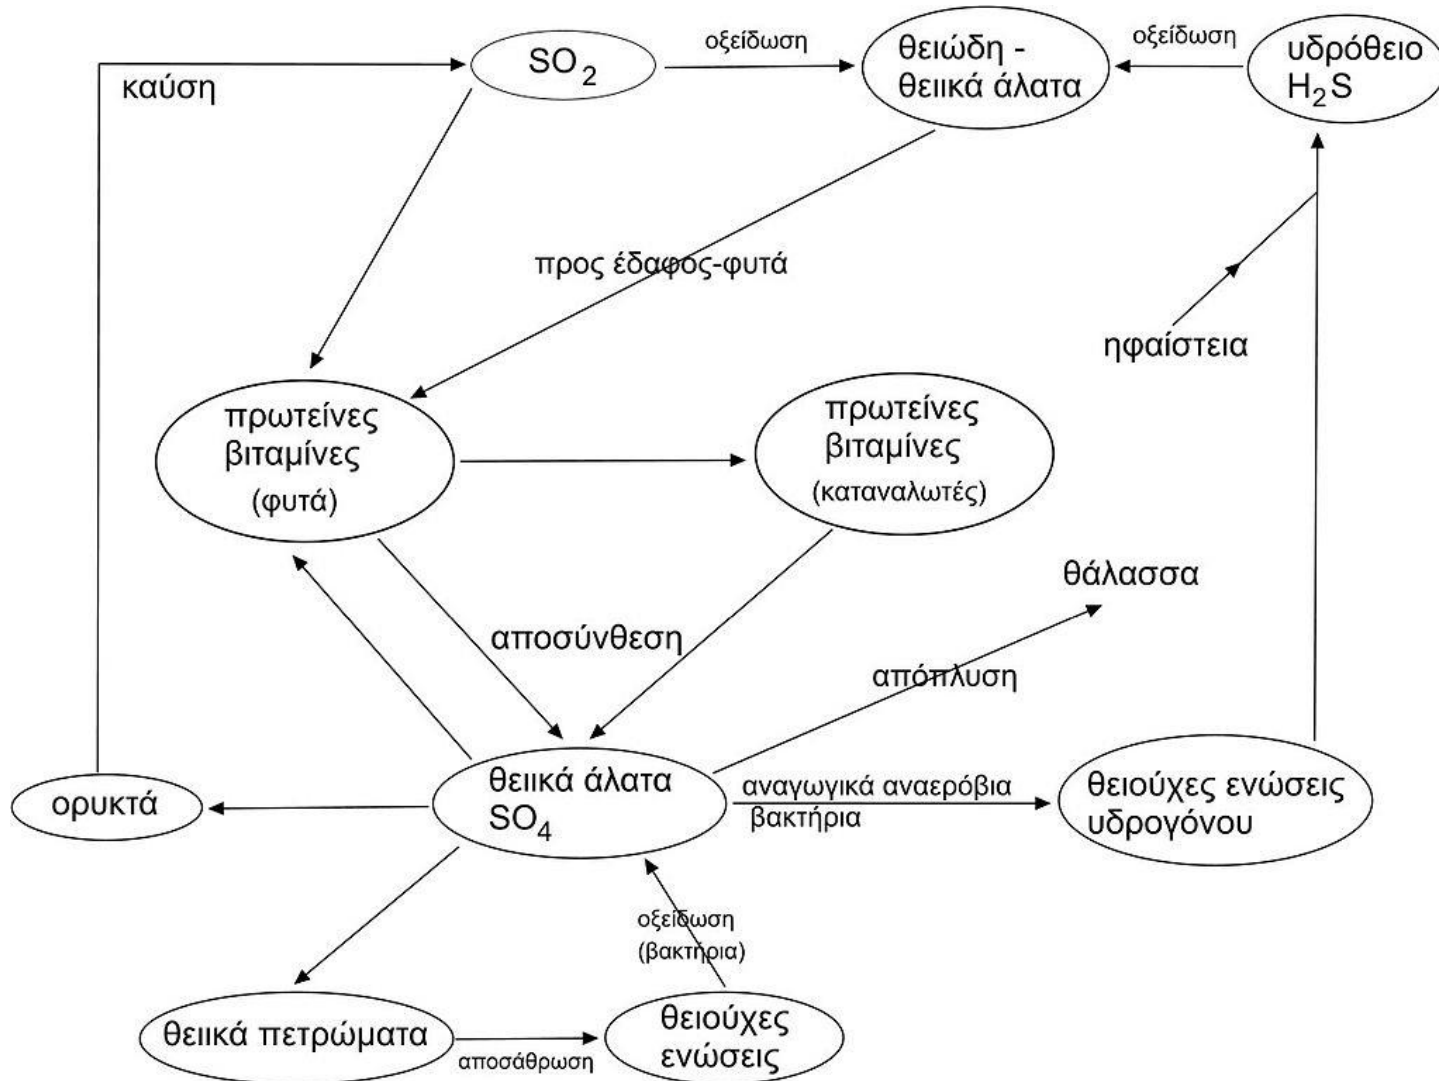 SO2
οξείδωση
θειώδη -
θειικά άλατα
οξείδωση
υδρόθειο
H2S
καύση
προς έδαφος-φυτά
ηφαίστεια
πρωτείνες
βιταμίνες
(φυτά)
πρωτείνες
βιταμίνες
(καταναλωτές)
θάλασσα
αποσύνθεση
απόπλυση
ορυκτά
θειικά άλατα
SO4
αναγωγικά αναερόβια
βακτήρια
θειούχες ενώσεις
υδρογόνου
οξείδωση
(βακτήρια)
θειικά πετρώματα
αποσάθρωση
θειούχες
ενώσεις